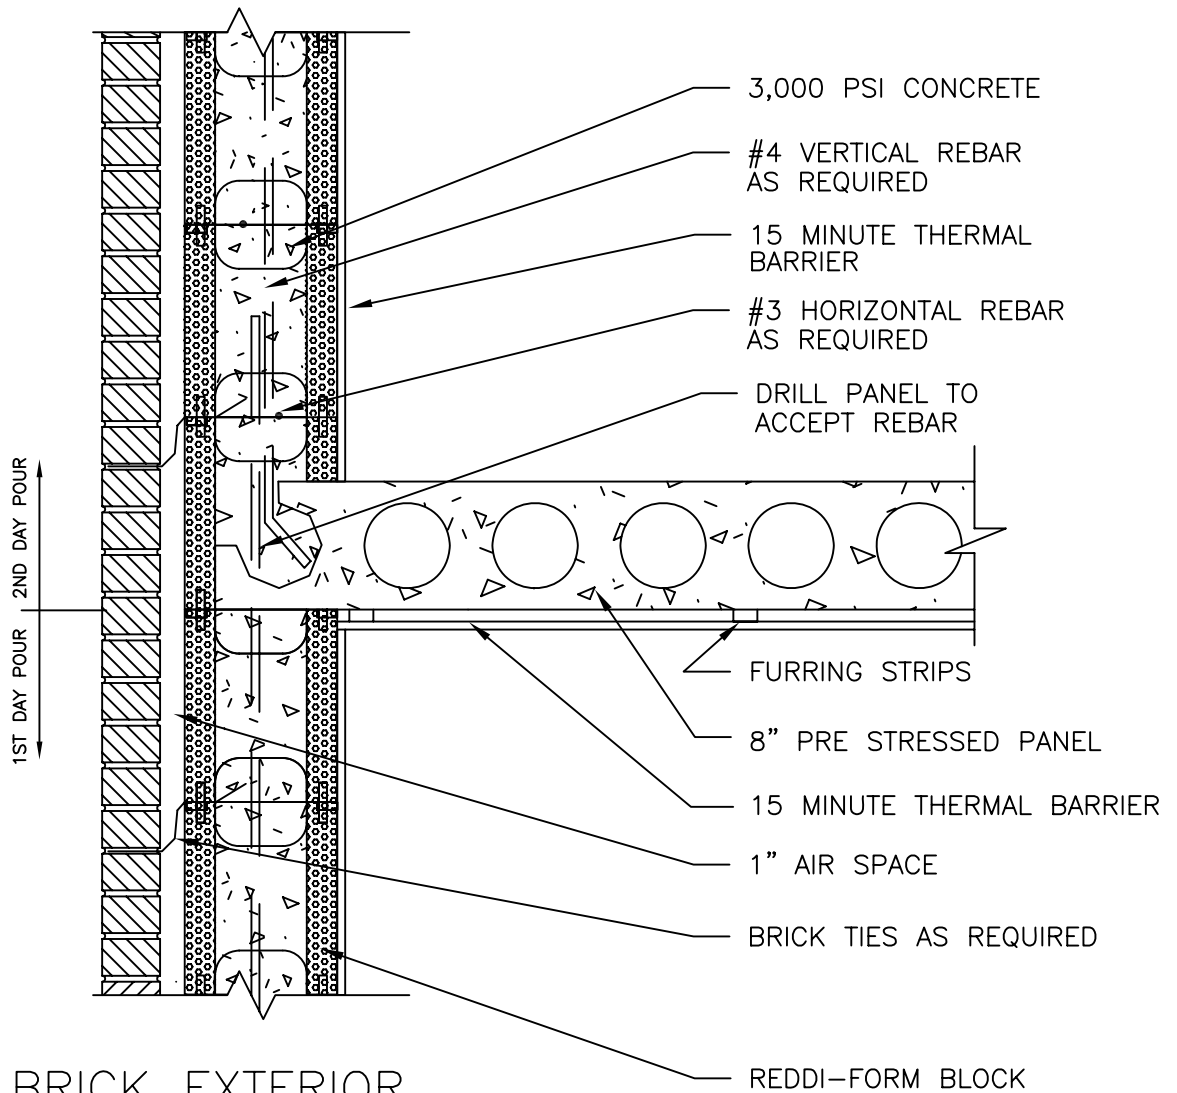 3,000 PSI CONCRETE
#4 VERTICAL REBAR
AS REQUIRED
15 MINUTE THERMAL
BARRIER
#3 HORIZONTAL REBAR
AS REQUIRED
DRILL PANEL TO
ACCEPT REBAR
2ND DAY POUR
1ST DAY POUR
FURRING STRIPS
8” PRE STRESSED PANEL
15 MINUTE THERMAL BARRIER
1” AIR SPACE
BRICK TIES AS REQUIRED
REDDI-FORM BLOCK
BRICK EXTERIOR